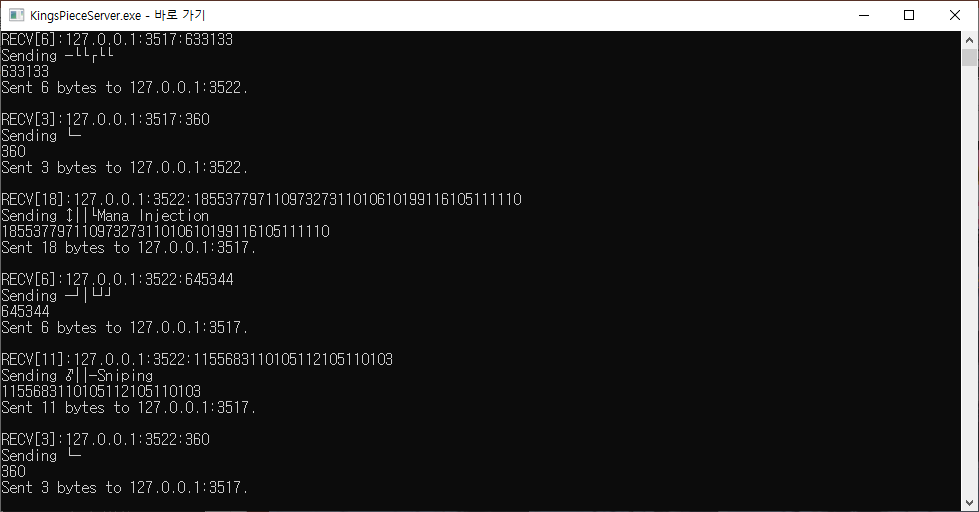 KingsPieceServer.exe - 바로 가기
RECV[6]:127.0.0.1:3517:633133
Sending ─└└┌└└
633133
Sent 6 bytes to 127.0.0.1:3522.
RECV[3]:127.0.0.1:3517:360
Sending └─
360
Sent 3 bytes to 127.0.0.1:3522.
RECV[18]:127.0.0.1:3522:1855377971109732731101061019911610511​1110
Sending ↕││└Mana Injection
18553779711097327311010610199116105111110
Sent 18 bytes to 127.0.0.1:3517.
RECV[6]:127.0.0.1:3522:645344
Sending ─┘│└┘┘
645344
Sent 6 bytes to 127.0.0.1:3517.
RECV[11]:127.0.0.1:3522:1155683110105112105110103
Sending ♂││─Sniping
1155683110105112105110103
Sent 11 bytes to 127.0.0.1:3517.
RECV[3]:127.0.0.1:3522:360
Sending └─
360
Sent 3 bytes to 127.0.0.1:3517.